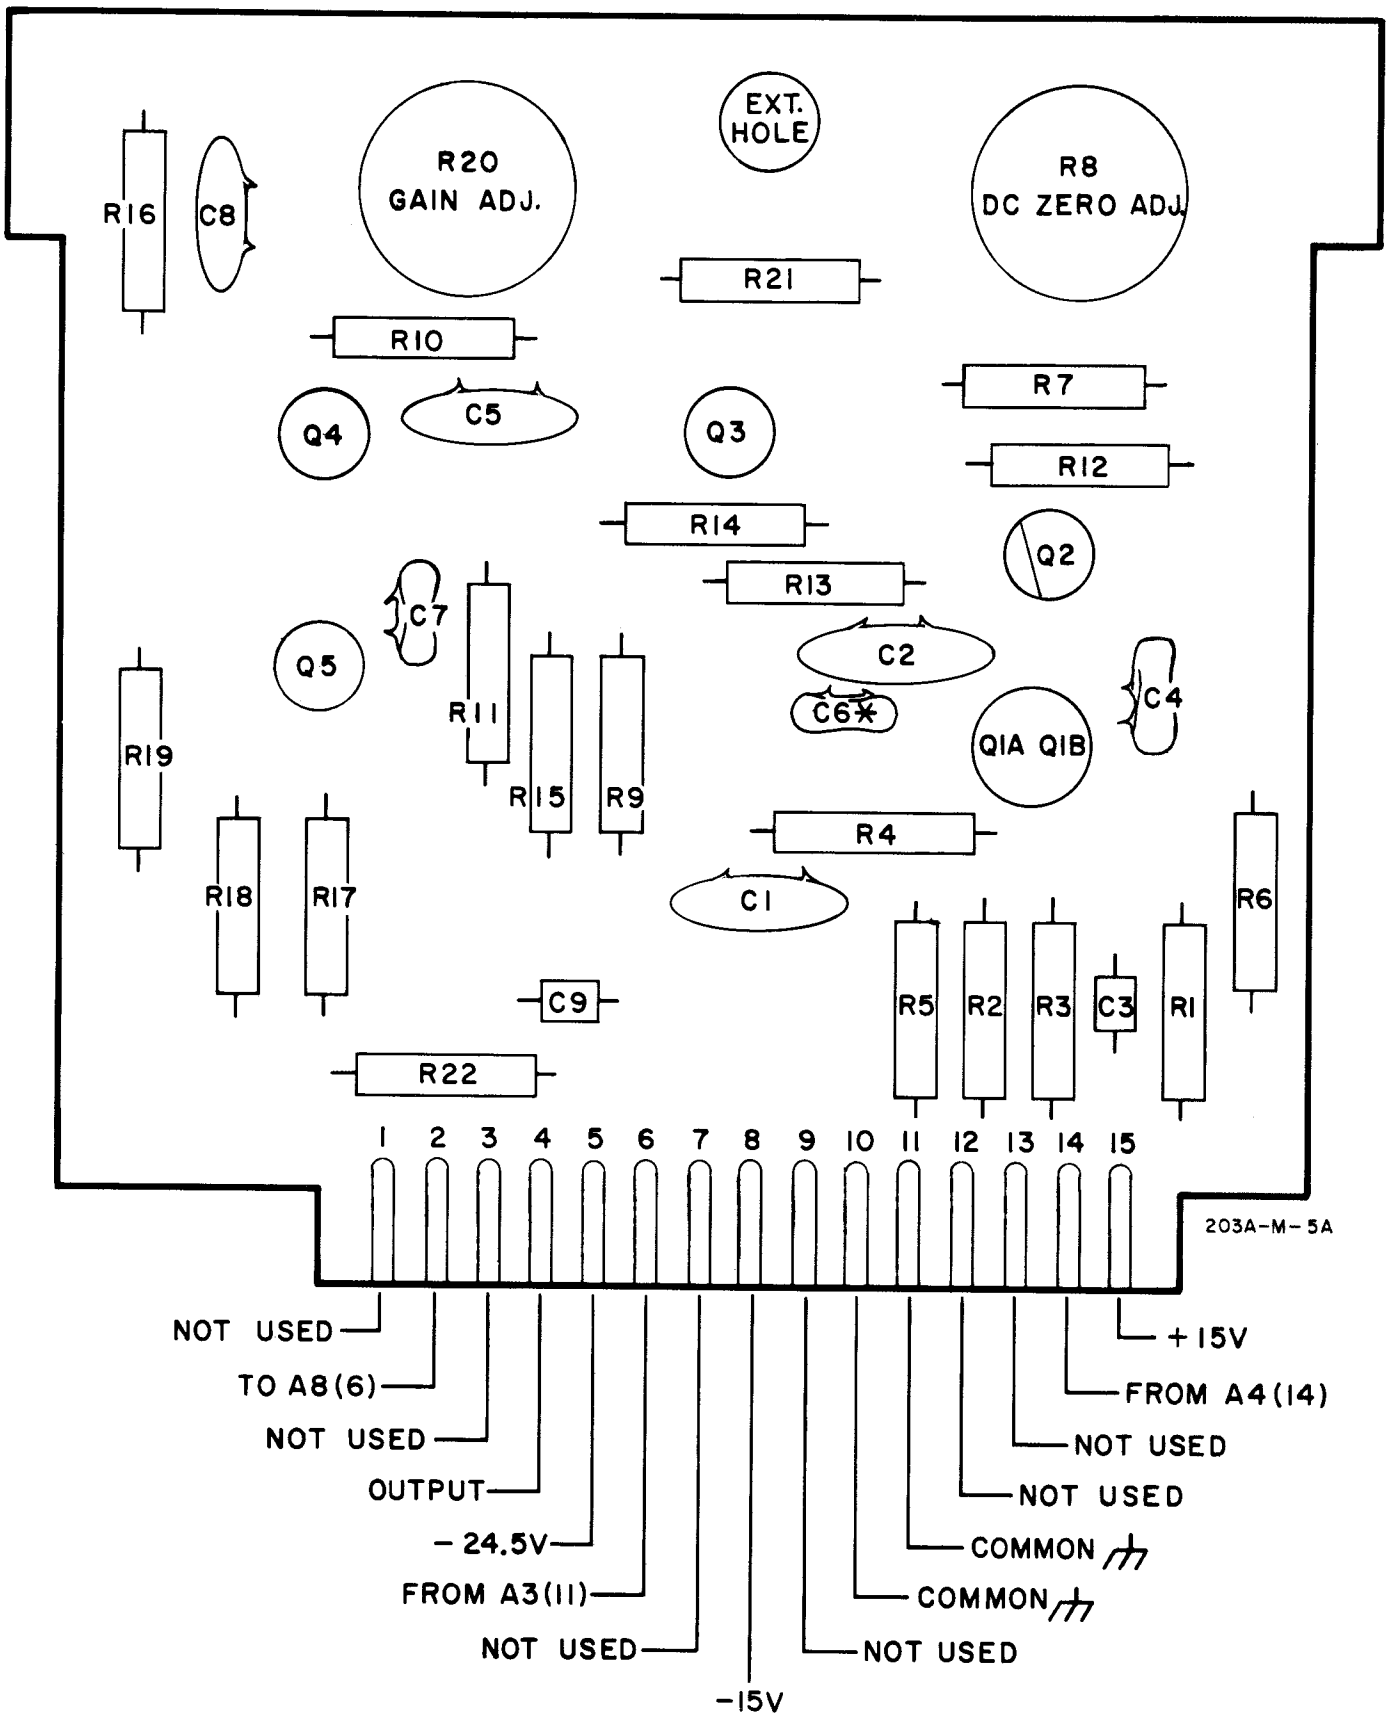 EXT.
HOLE
R20
GAIN ADJ.
R8
DC ZERO ADJ.
R16
C8
R21
R10
R7
C5
Q4
Q3
R12
R14
Q2
R13
C7
C2
Q5
C4
R11
C6*
Q1A Q1B
R19
R15
R9
R4
R18
R17
C1
R6
C9
R5
R2
R3
C3
R1
R22
1 2 3 4 5 6 7 8 9 10 11 12 13 14 15
203A-M-5A
NOT USED
+15V
TO A8(6)
FROM A4(14)
NOT USED
NOT USED
OUTPUT
NOT USED
-24.5V
COMMON
FROM A3(11)
COMMON
NOT USED
NOT USED
-15V